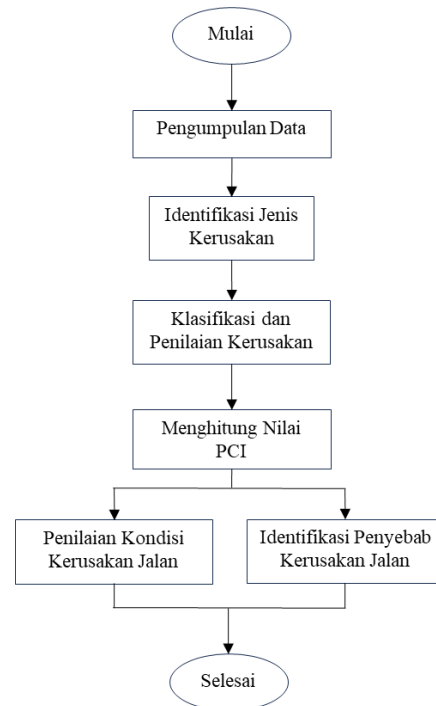 Mulai
Pengumpulan Data
Identifikasi Jenis
Kerusakan
Klasifikasi dan
Penilaian Kerusakan
Menghitung Nilai
PCI
Penilaian Kondisi
Kerusakan Jalan
Identifikasi Penyebab
Kerusakan Jalan
Selesai